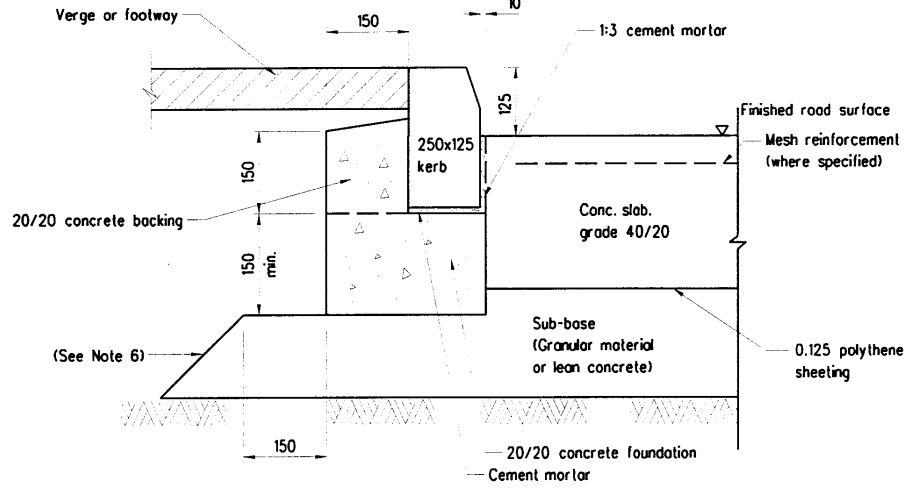 10
Verge or footway
150
1:3 cement mortar
125
Finished road surface
250x125
kerb
Mesh reinforcement
(where specified)
150
20/20 concrete backing
Conc. slab.
grade 40/20
150
min.
Sub-base
(Granular material
or lean concrete)
(See Note 6)
0.125 polythene
sheeting
150
20/20 concrete foundation
Cement mortar